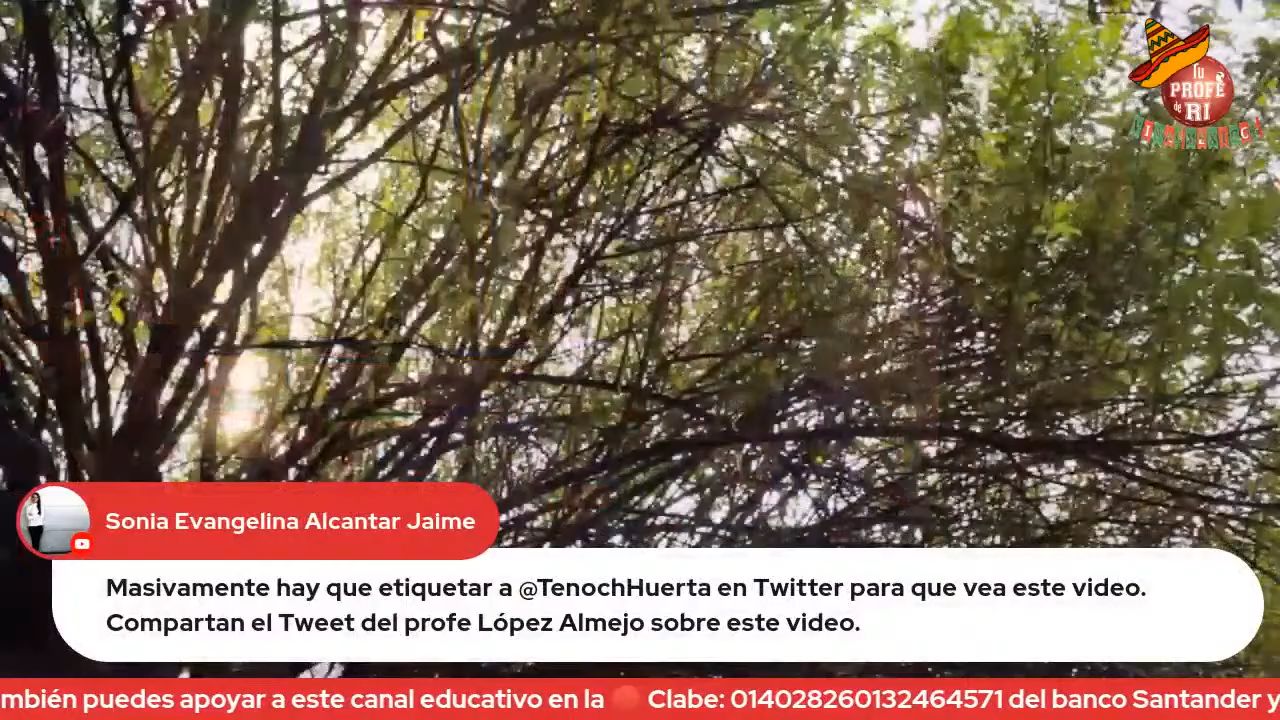 Tu
PROFE
de RI
Sonia Evangelina Alcantar Jaime
Masivamente hay que etiquetar a @TenochHuerta en Twitter para que vea este video.
Compartan el Tweet del profe López Almejo sobre este video.
mbién puedes apoyar a este canal educativo en la 🔴 Clabe: 014028260132464571 del banco Santander y